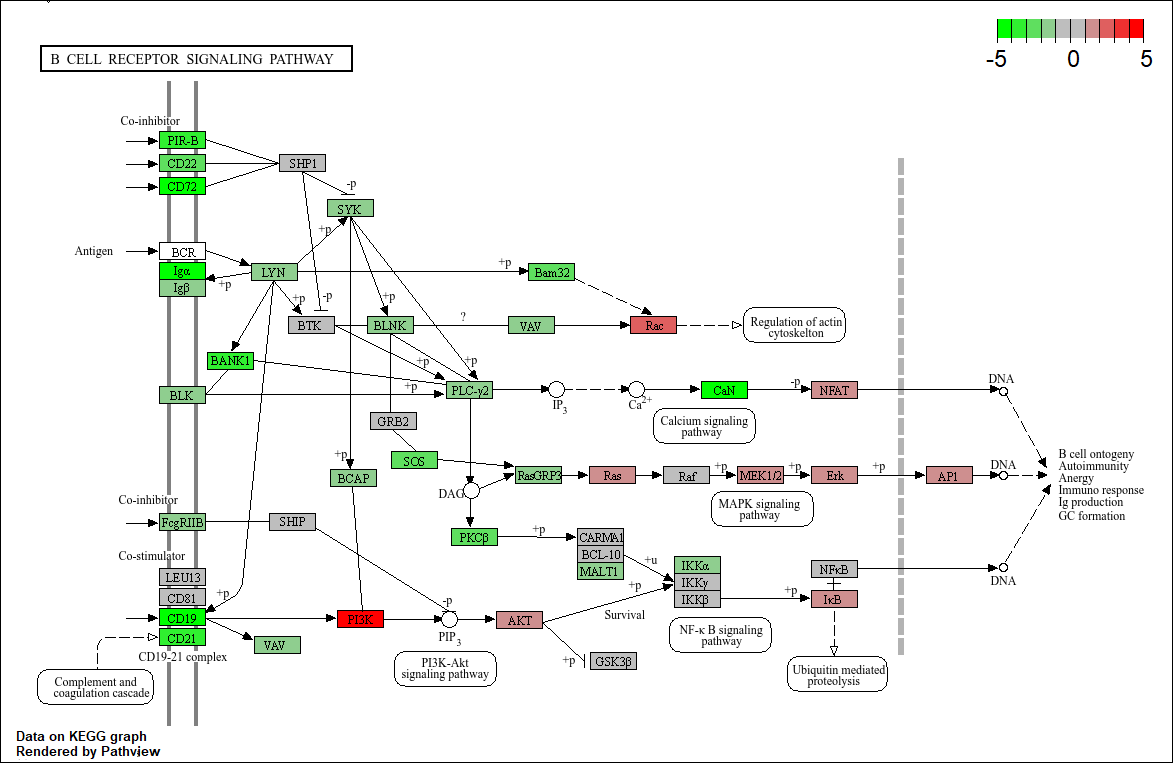 -5 0 5
B CELL RECEPTOR SIGNALING PATHWAY
Co-inhibitor
PIR-B
CD22
SHP1
CD72
-p
SYK
+p
Antigen
BCR
Igα
LYN
+p
Bam32
Igβ
+p
+p
-p
+p
BTK
BLNK
?
VAV
Rac
Regulation of actin
cytoskelton
BANK1
+p
+p
BLK
+p
PLC-γ2
IP3
Ca2+
CaN
-p
NFAT
DNA
Calcium signaling
pathway
GRB2
SOS
+p
BCAP
RasGRP3
Ras
Raf
+p
MEK1/2
+p
Erk
+p
AP1
DNA
B cell ontogeny
Autoimmunity
Anergy
Immuno response
Ig production
GC formation
DAG
MAPK signaling
pathway
Co-inhibitor
FcgRIIB
SHIP
PKCβ
+p
CARMA1
BCL-10
MALT1
+u
IKKα
IKKγ
IKKβ
+p
+p
NFκB
IκB
DNA
Co-stimulator
LEU13
CD81
+p
CD19
CD21
CD19-21 complex
VAV
PI3K
-p
PIP3
AKT
Survival
+p
GSK3β
NF-κ B signaling
pathway
Ubiquitin mediated
proteolysis
PI3K-Akt
signaling pathway
Complement and
coagulation cascade
Data on KEGG graph
Rendered by Pathview